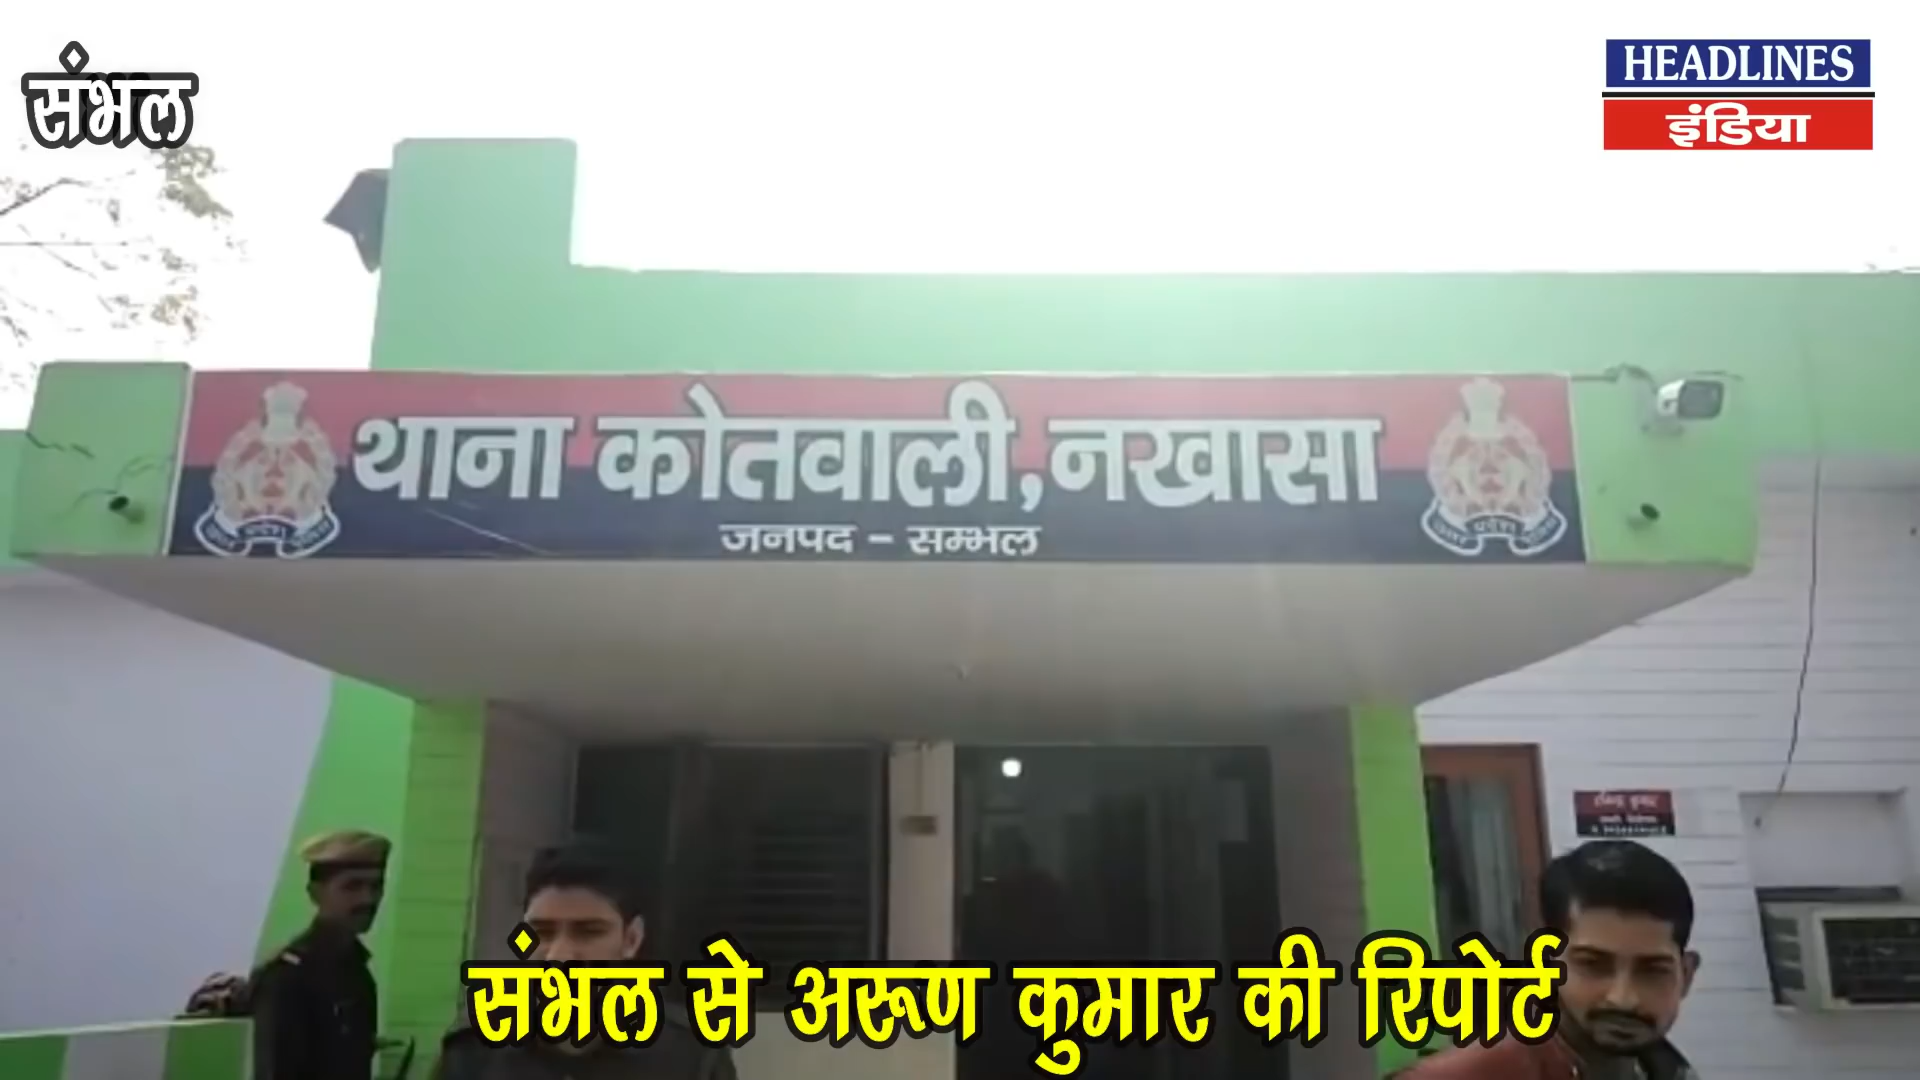 संभल
HEADLINES
इंडिया
थाना कोतवाली, नखासा
जनपद - सम्भल
संभल से अरूण कुमार की रिपोर्ट